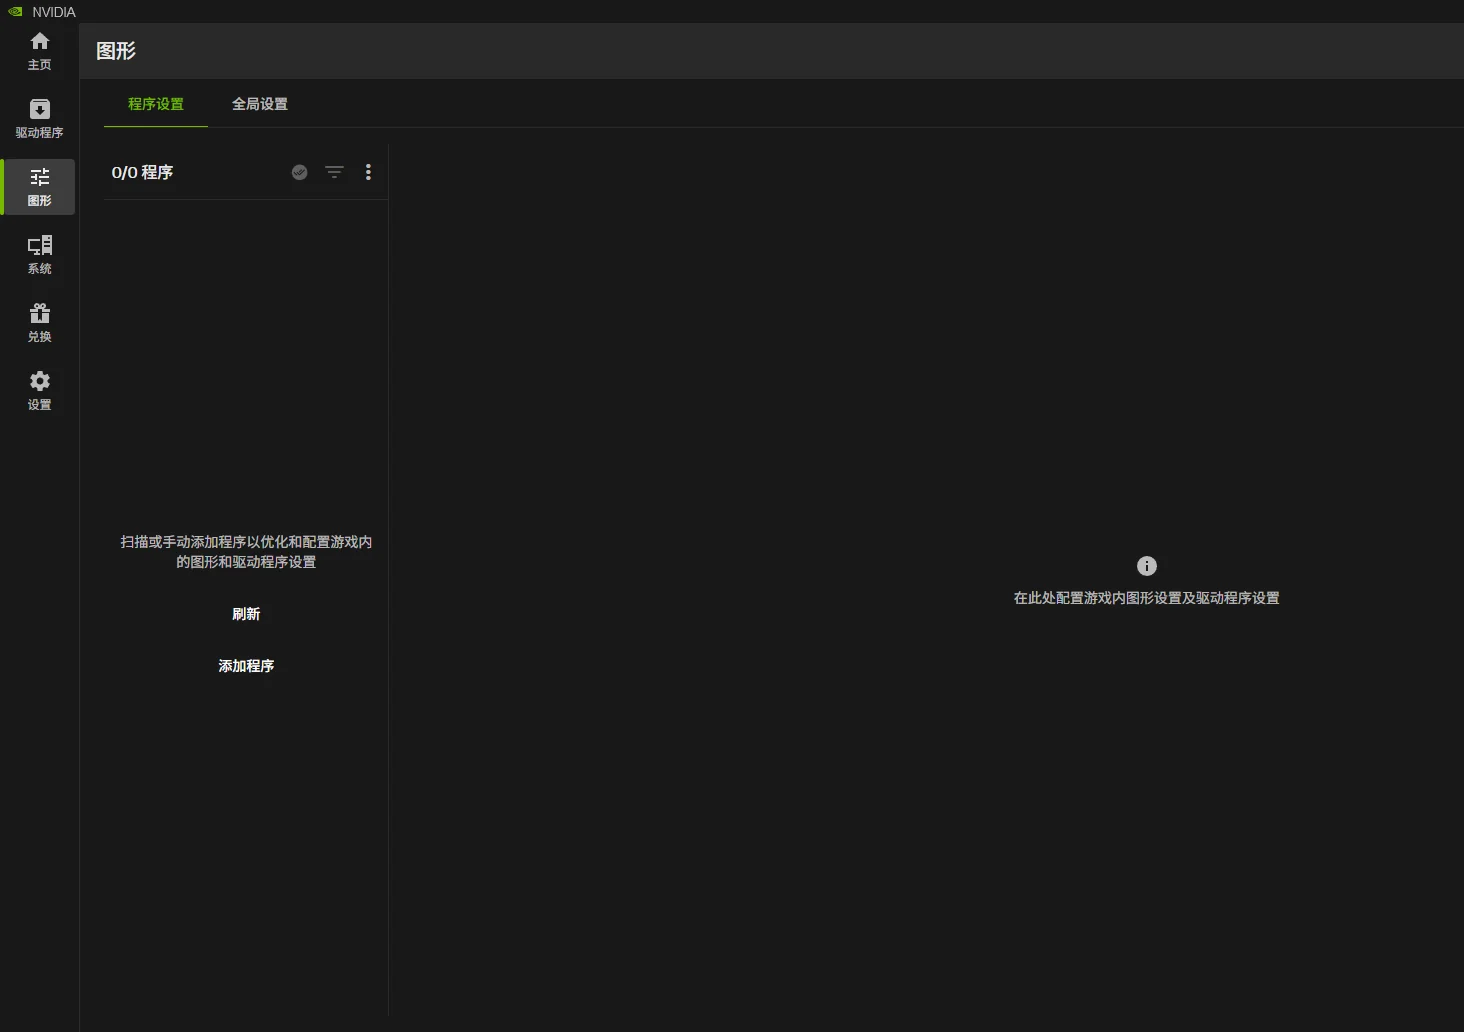 NVIDIA
主页
驱动程序
图形
系统
兑换
设置
图形
程序设置
全局设置
0/0 程序
扫描或手动添加程序以优化和配置游戏内
的图形和驱动程序设置
刷新
添加程序
在此处配置游戏内图形设置及驱动程序设置